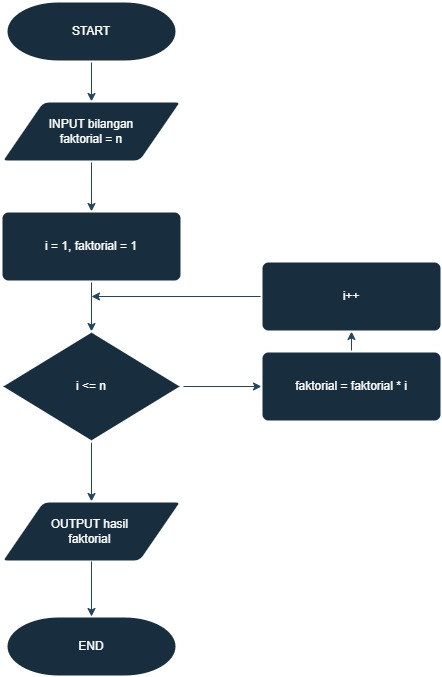 START
INPUT bilangan
faktorial = n
i = 1, faktorial = 1
i++
i <= n
faktorial = faktorial * i
OUTPUT hasil
faktorial
END